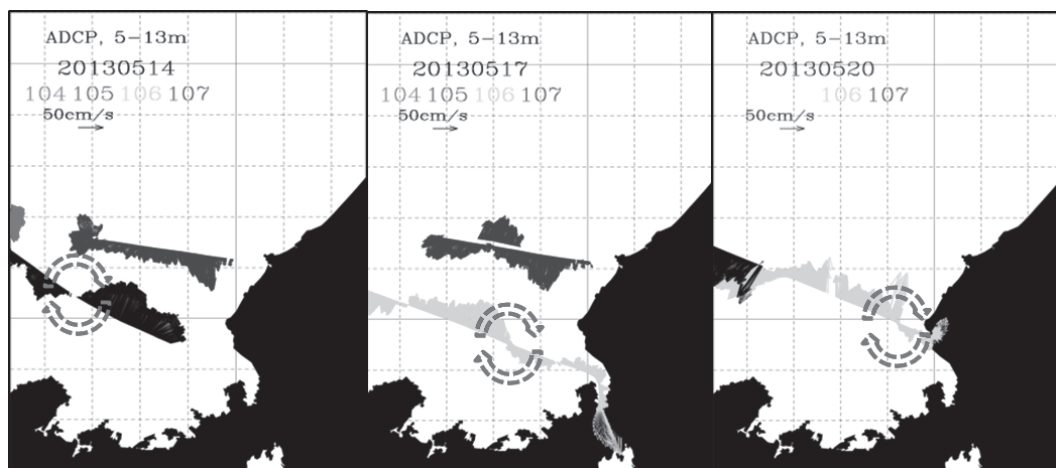 ADCP, 5-13m
20130514
104 105 106 107
50cm/s
ADCP, 5-13m
20130517
104 105 106 107
50cm/s
ADCP, 5-13m
20130520
106 107
50cm/s